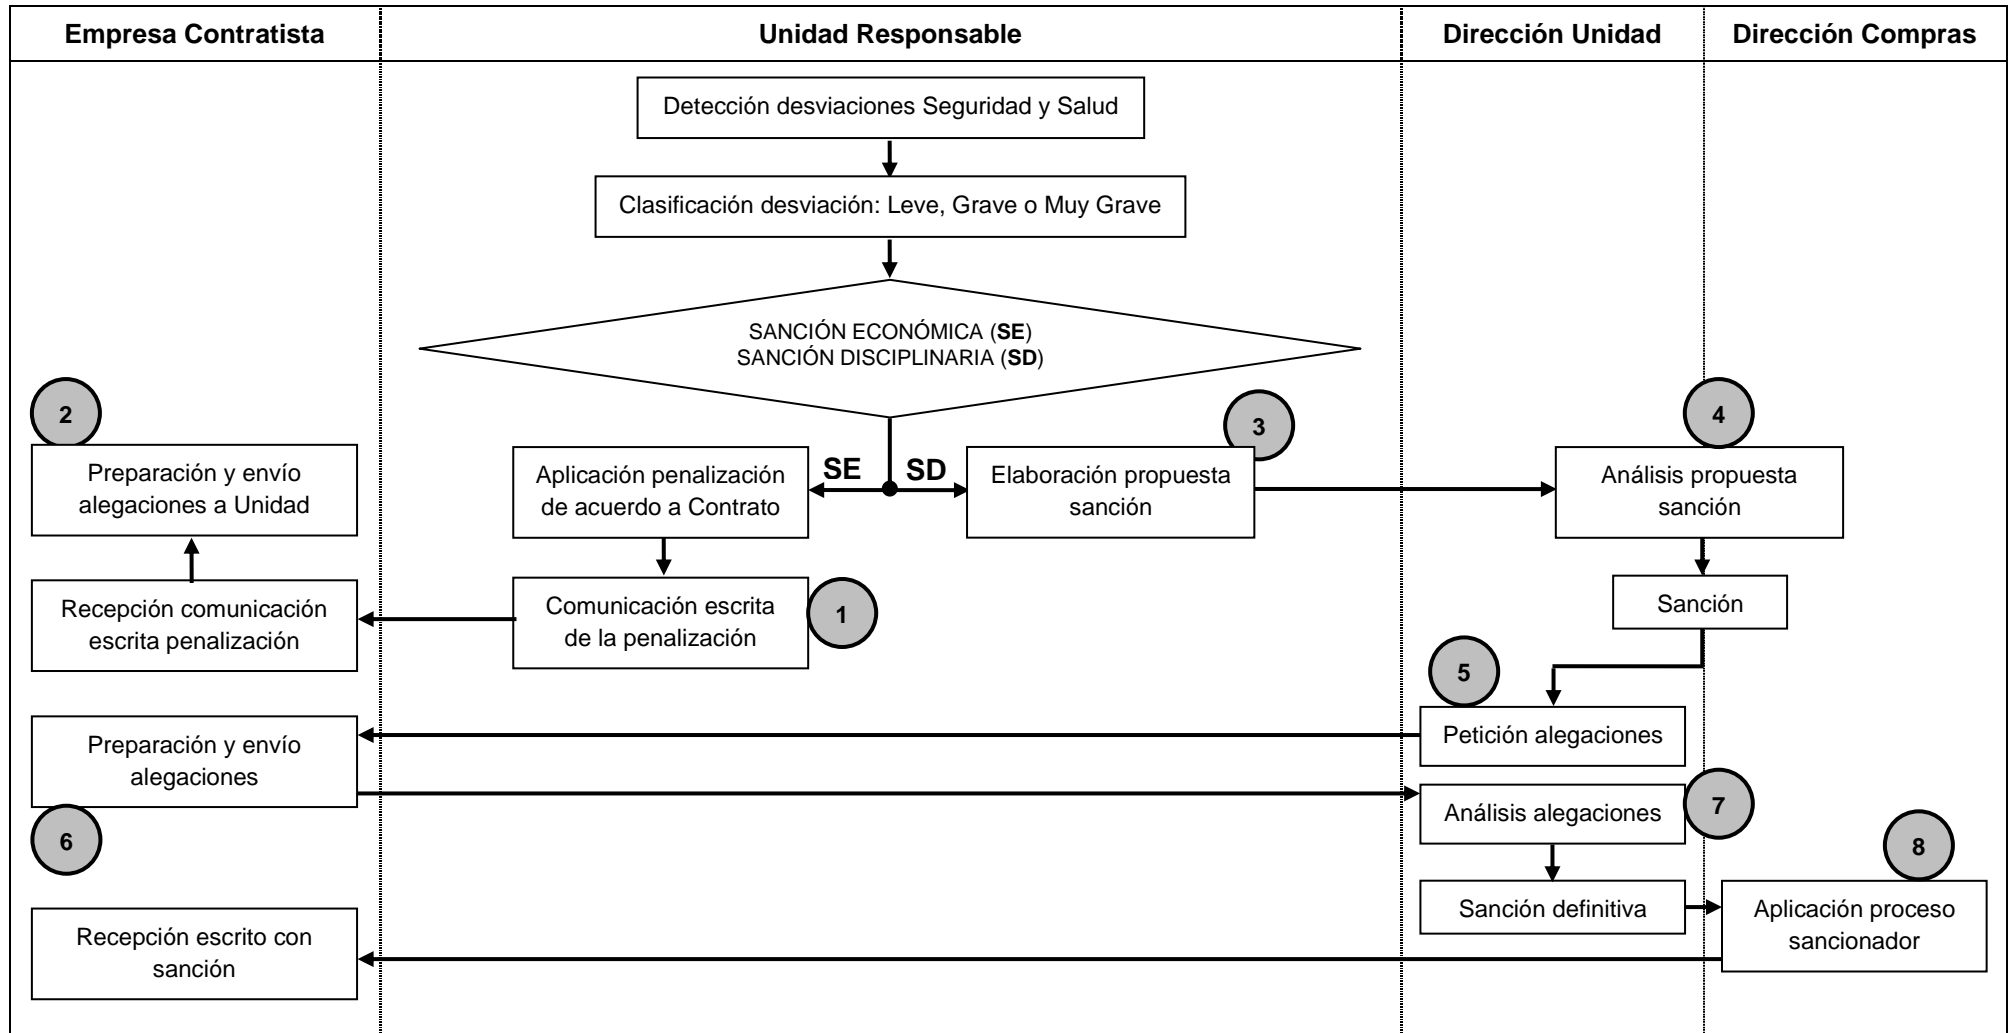 Empresa Contratista
Unidad Responsable
Dirección Unidad
Dirección Compras
Detección desviaciones Seguridad y Salud
Clasificación desviación: Leve, Grave o Muy Grave
SANCIÓN ECONÓMICA (SE)
SANCIÓN DISCIPLINARIA (SD)
2
3
4
Preparación y envío
alegaciones a Unidad
Aplicación penalización
de acuerdo a Contrato
SE
SD
Elaboración propuesta
sanción
Análisis propuesta
sanción
Recepción comunicación
escrita penalización
Comunicación escrita
de la penalización
1
Sanción
5
Preparación y envío
alegaciones
Petición alegaciones
6
Análisis alegaciones
7
8
Sanción definitiva
Aplicación proceso
sancionador
Recepción escrito con
sanción